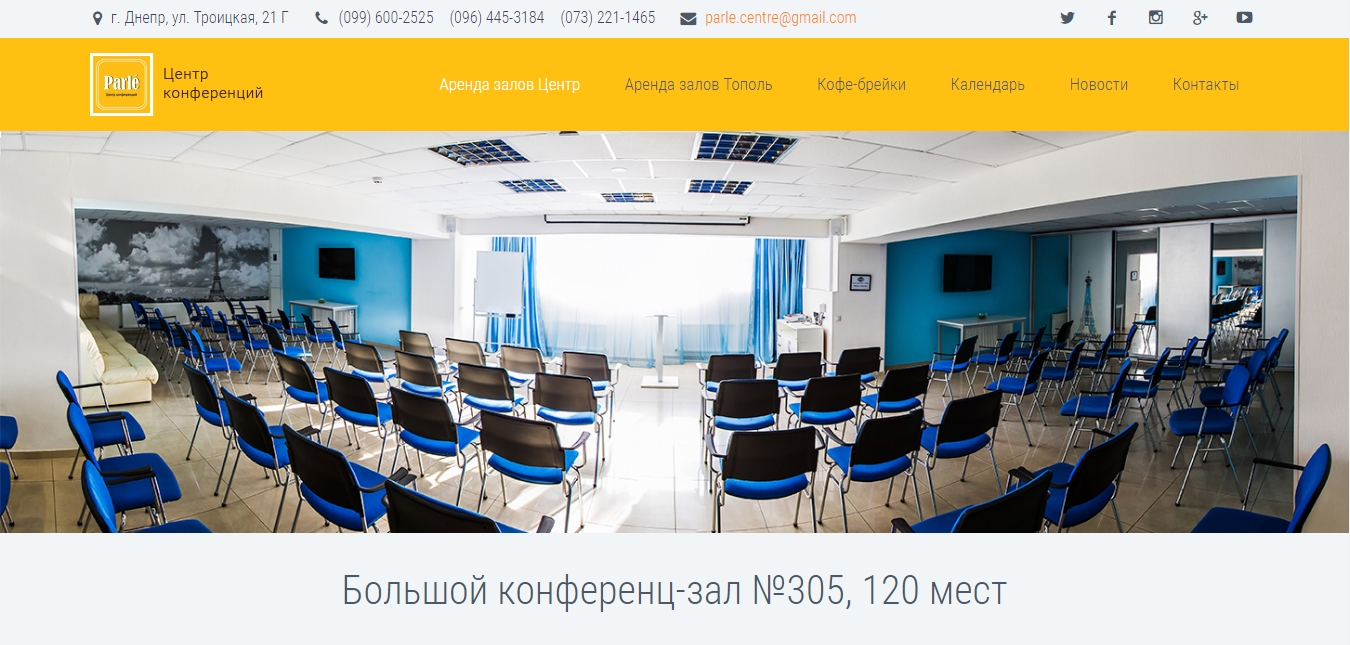 г. Днепр, ул. Троицкая, 21 Г (099) 600-2525 (096) 445-3184 (073) 221-1465 parle.centre@gmail.com
Parlé
Центр конференций
Центр
конференций
Аренда залов Центр Аренда залов Тополь Кофе-брейки Календарь Новости Контакты
Большой конференц-зал №305, 120 мест